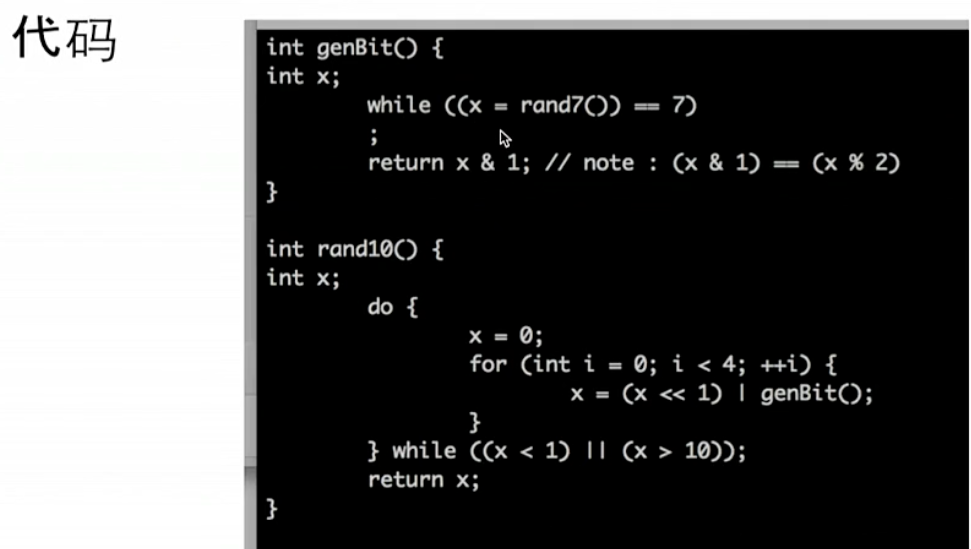 代码
int genBit() {
int x;
while ((x = rand7()) == 7)
;
return x & 1; // note : (x & 1) == (x % 2)
}
int rand10() {
int x;
do {
x = 0;
for (int i = 0; i < 4; ++i) {
x = (x << 1) | genBit();
}
} while ((x < 1) || (x > 10));
return x;
}